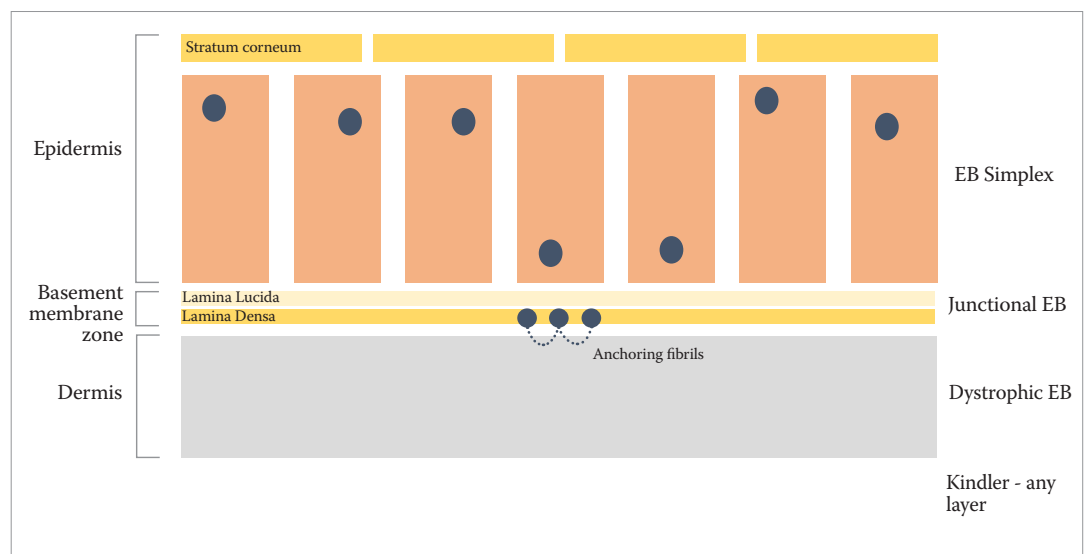 Stratum corneum
Epidermis
EB Simplex
Basement
membrane
zone
Lamina Lucida
Lamina Densa
Junctional EB
Anchoring fibrils
Dermis
Dystrophic EB
Kindler - any
layer